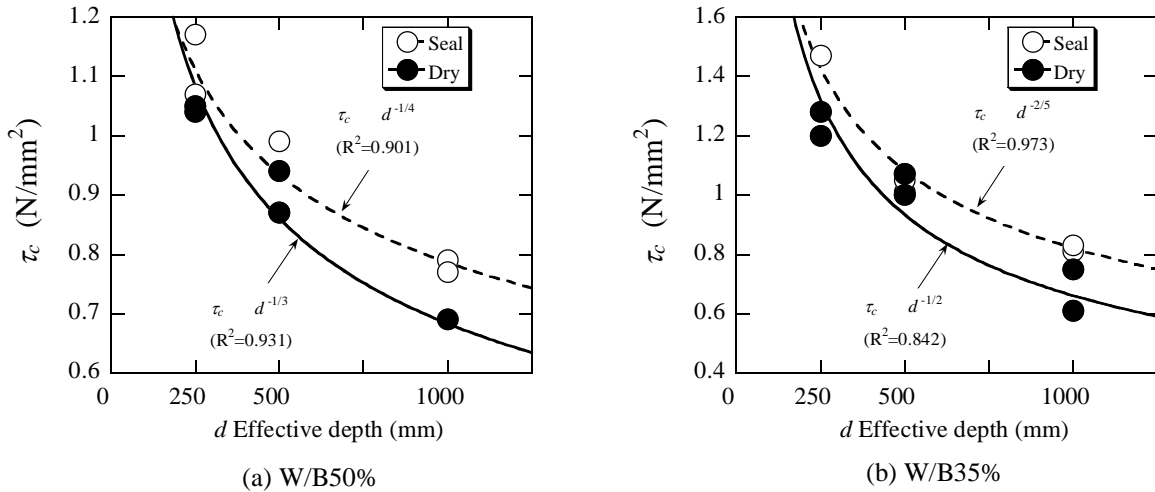 1.2
1.1
1
0.9
0.8
0.7
0.6
τc (N/mm²)
Seal
Dry
τc d^-1/4
(R²=0.901)
τc d^-1/3
(R²=0.931)
0 250 500 1000
d Effective depth (mm)
(a) W/B50%
1.6
1.4
1.2
1
0.8
0.6
0.4
τc (N/mm²)
Seal
Dry
τc d^-2/5
(R²=0.973)
τc d^-1/2
(R²=0.842)
0 250 500 1000
d Effective depth (mm)
(b) W/B35%